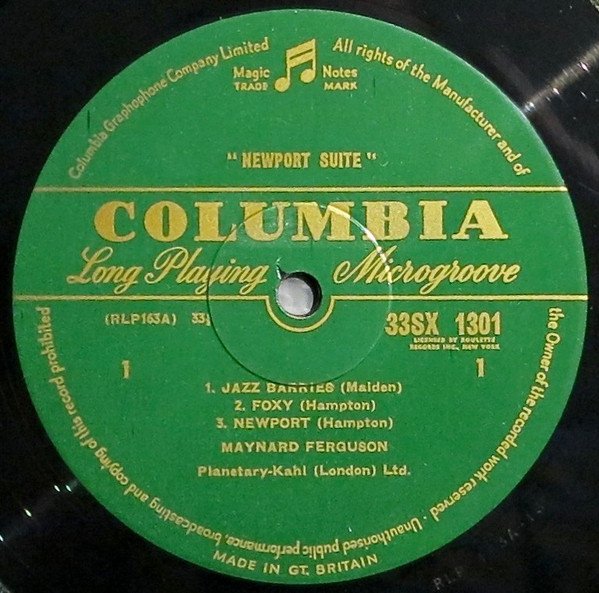 Columbia Graphophone Company Limited
All rights of the Manufacturer and of
the Owner of the recorded work reserved · Unauthorised public performance, broadcasting and copying of this record prohibited
Magic Notes
TRADE MARK
"NEWPORT SUITE"
COLUMBIA
Long Playing Microgroove
(RLP163A) 33⅓
33SX 1301
LICENSED BY ROULETTE
RECORDS INC., NEW YORK
1 1
1. JAZZ BARRIES (Maiden)
2. FOXY (Hampton)
3. NEWPORT (Hampton)
MAYNARD FERGUSON
Planetary-Kahl (London) Ltd.
MADE IN GT. BRITAIN